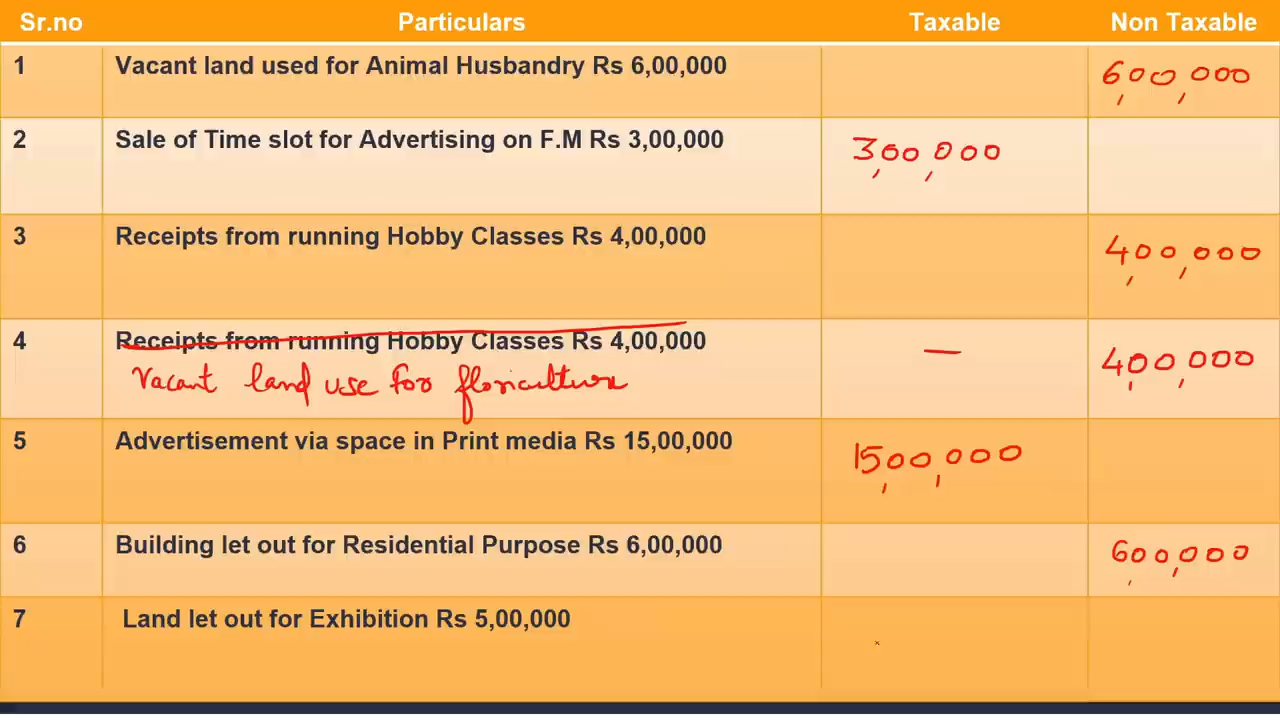 Sr.no Particulars Taxable Non Taxable
1 Vacant land used for Animal Husbandry Rs 6,00,000 6,00,000
2 Sale of Time slot for Advertising on F.M Rs 3,00,000 3,00,000
3 Receipts from running Hobby Classes Rs 4,00,000 4,00,000
4 Receipts from running Hobby Classes Rs 4,00,000 — 4,00,000
Vacant land use for floriculture
5 Advertisement via space in Print media Rs 15,00,000 15,00,000
6 Building let out for Residential Purpose Rs 6,00,000 6,00,000
7 Land let out for Exhibition Rs 5,00,000